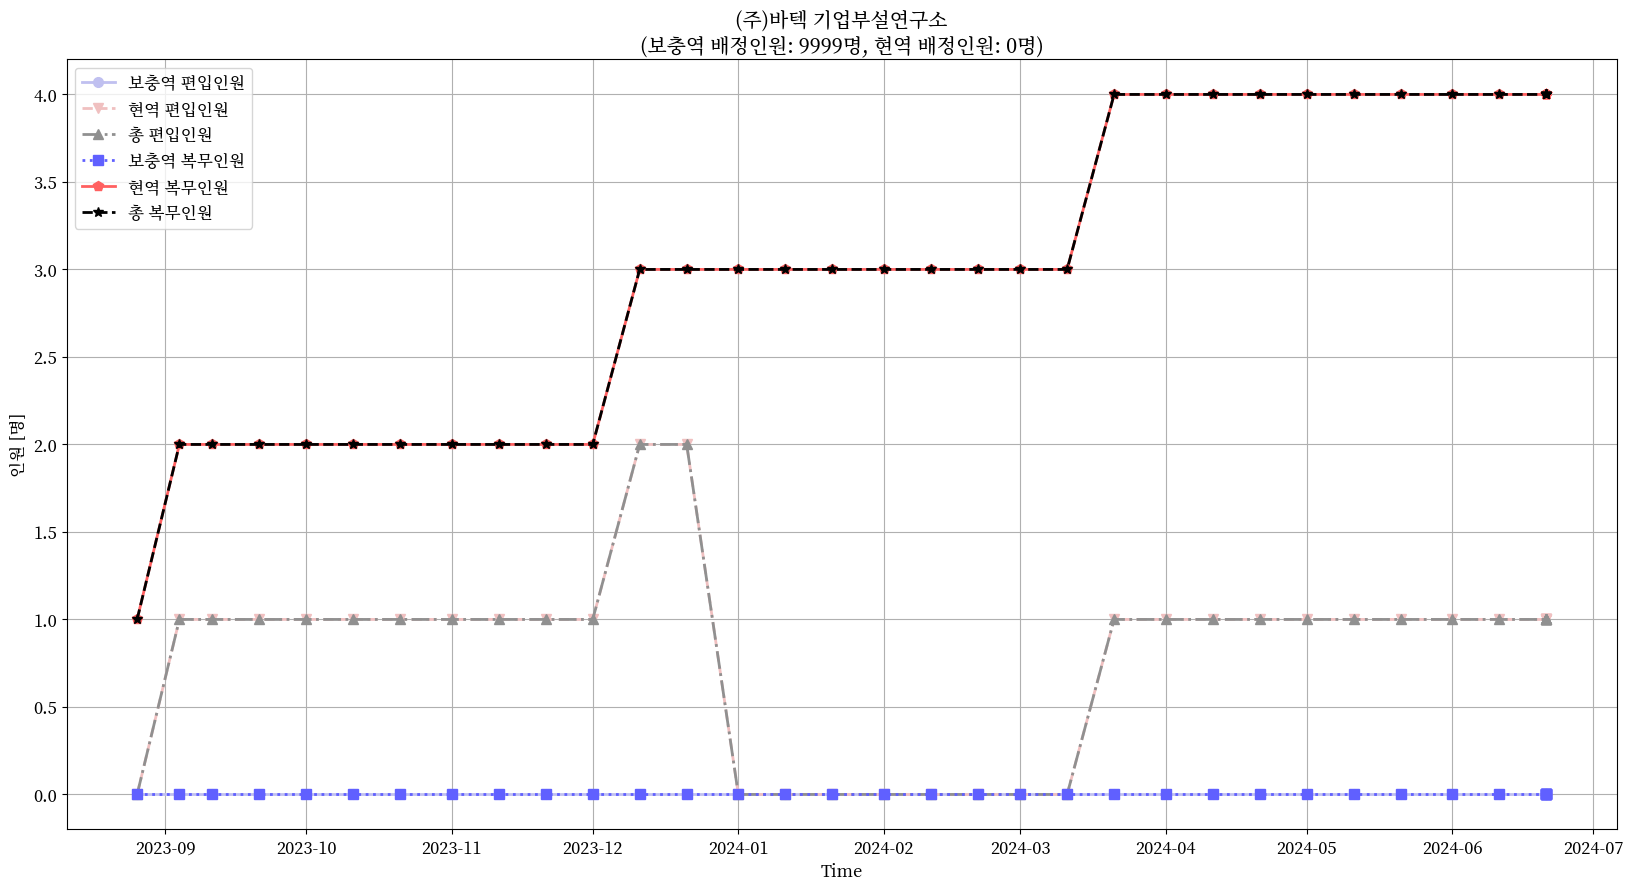 (주)바텍 기업부설연구소
(보충역 배정인원: 9999명, 현역 배정인원: 0명)
보충역 편입인원
현역 편입인원
총 편입인원
보충역 복무인원
현역 복무인원
총 복무인원
4.0
3.5
3.0
2.5
2.0
1.5
1.0
0.5
0.0
인원 [명]
2023-09 2023-10 2023-11 2023-12 2024-01 2024-02 2024-03 2024-04 2024-05 2024-06 2024-07
Time